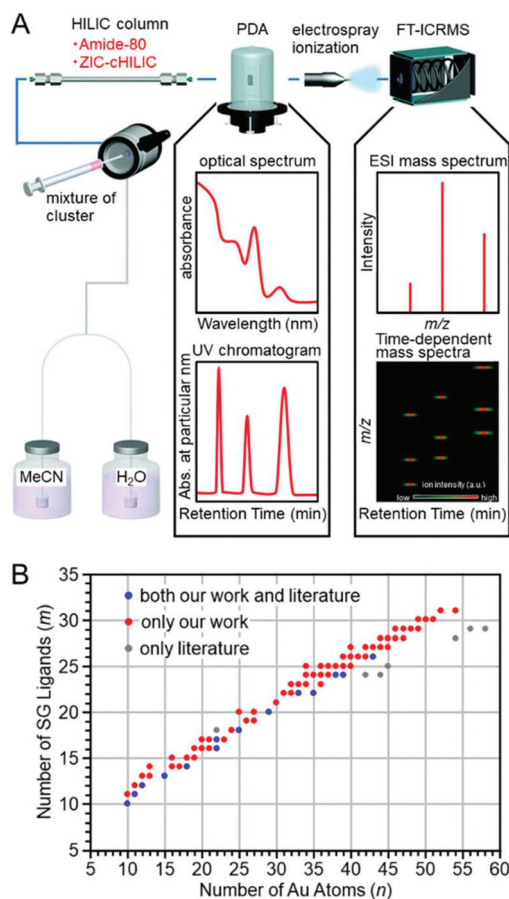 A
HILIC column
・Amide-80
・ZIC-cHILIC
PDA
electrospray
ionization
FT-ICRMS
mixture of
cluster
MeCN
H₂O
optical spectrum
absorbance
Wavelength (nm)
UV chromatogram
Abs. at particular nm
Retention Time (min)
ESI mass spectrum
Intensity
m/z
Time-dependent
mass spectra
m/z
ion intensity (a.u.)
low high
Retention Time (min)
B
35
30
25
20
15
10
5
Number of SG Ligands (m)
both our work and literature
only our work
only literature
5 10 15 20 25 30 35 40 45 50 55 60
Number of Au Atoms (n)